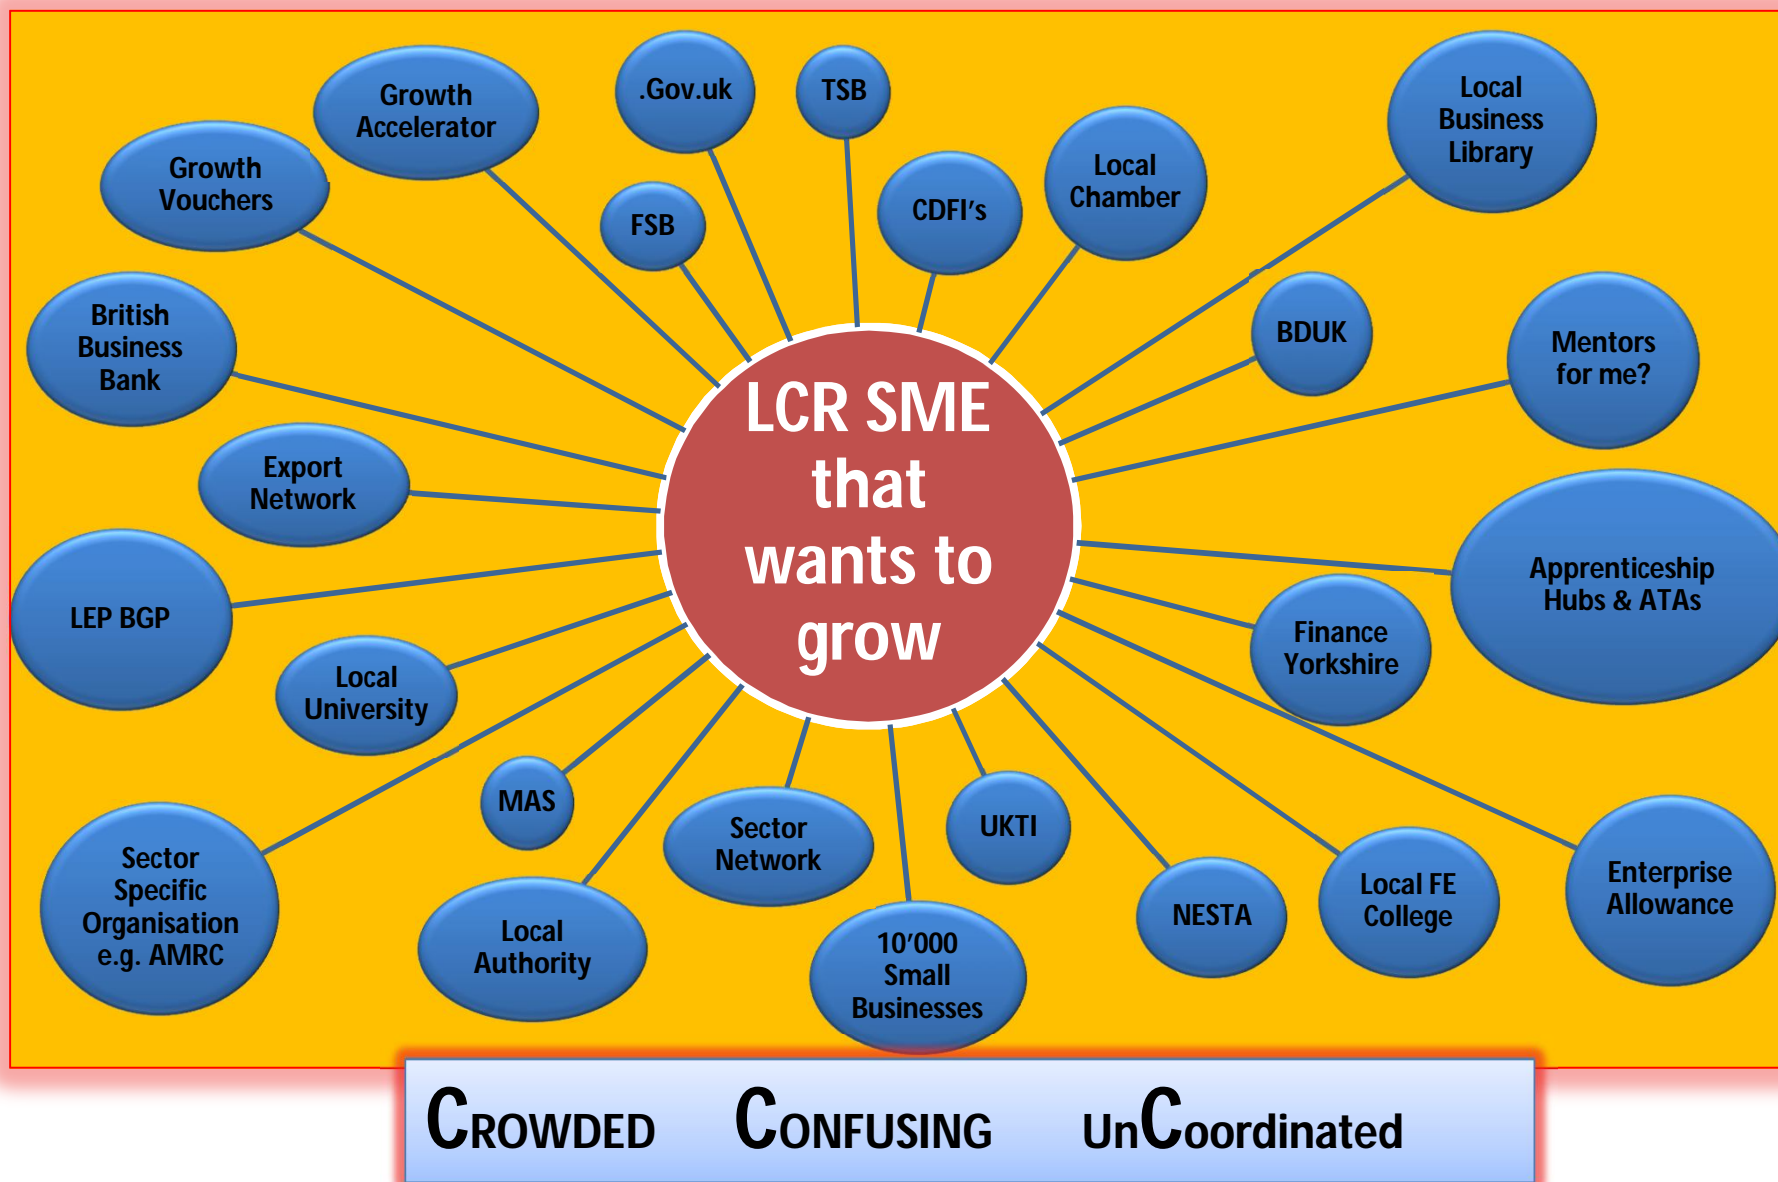 Growth
Accelerator
.Gov.uk
TSB
Local
Business
Library
Growth
Vouchers
FSB
CDFI's
Local
Chamber
British
Business
Bank
BDUK
Mentors
for me?
Export
Network
LCR SME
that
wants to
grow
LEP BGP
Local
University
Finance
Yorkshire
Apprenticeship
Hubs & ATAs
MAS
Sector
Network
UKTI
Sector
Specific
Organisation
e.g. AMRC
Local
Authority
10'000
Small
Businesses
NESTA
Local FE
College
Enterprise
Allowance
CROWDED CONFUSING UnCoordinated